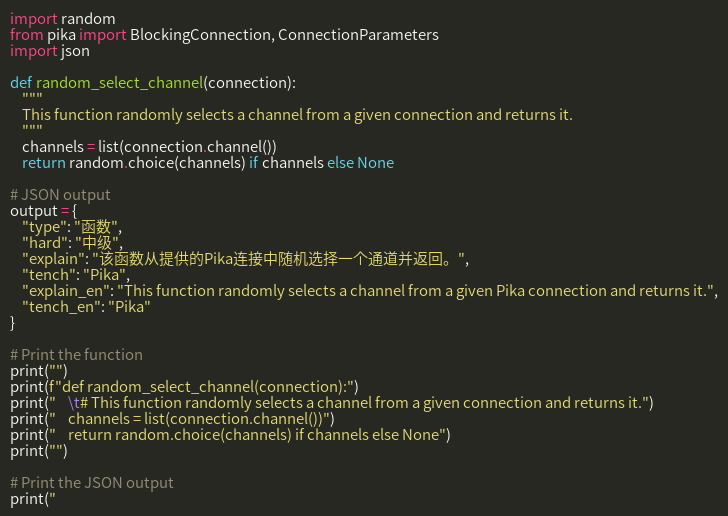 import random
from pika import BlockingConnection, ConnectionParameters
import json

def random_select_channel(connection):
    """
    This function randomly selects a channel from a given connection and returns it.
    """
    channels = list(connection.channel())
    return random.choice(channels) if channels else None

# JSON output
output = {
    "type": "函数",
    "hard": "中级",
    "explain": "该函数从提供的Pika连接中随机选择一个通道并返回。",
    "tench": "Pika",
    "explain_en": "This function randomly selects a channel from a given Pika connection and returns it.",
    "tench_en": "Pika"
}

# Print the function
print("")
print(f"def random_select_channel(connection):")
print("    \t# This function randomly selects a channel from a given connection and returns it.")
print("    channels = list(connection.channel())")
print("    return random.choice(channels) if channels else None")
print("")

# Print the JSON output
print("